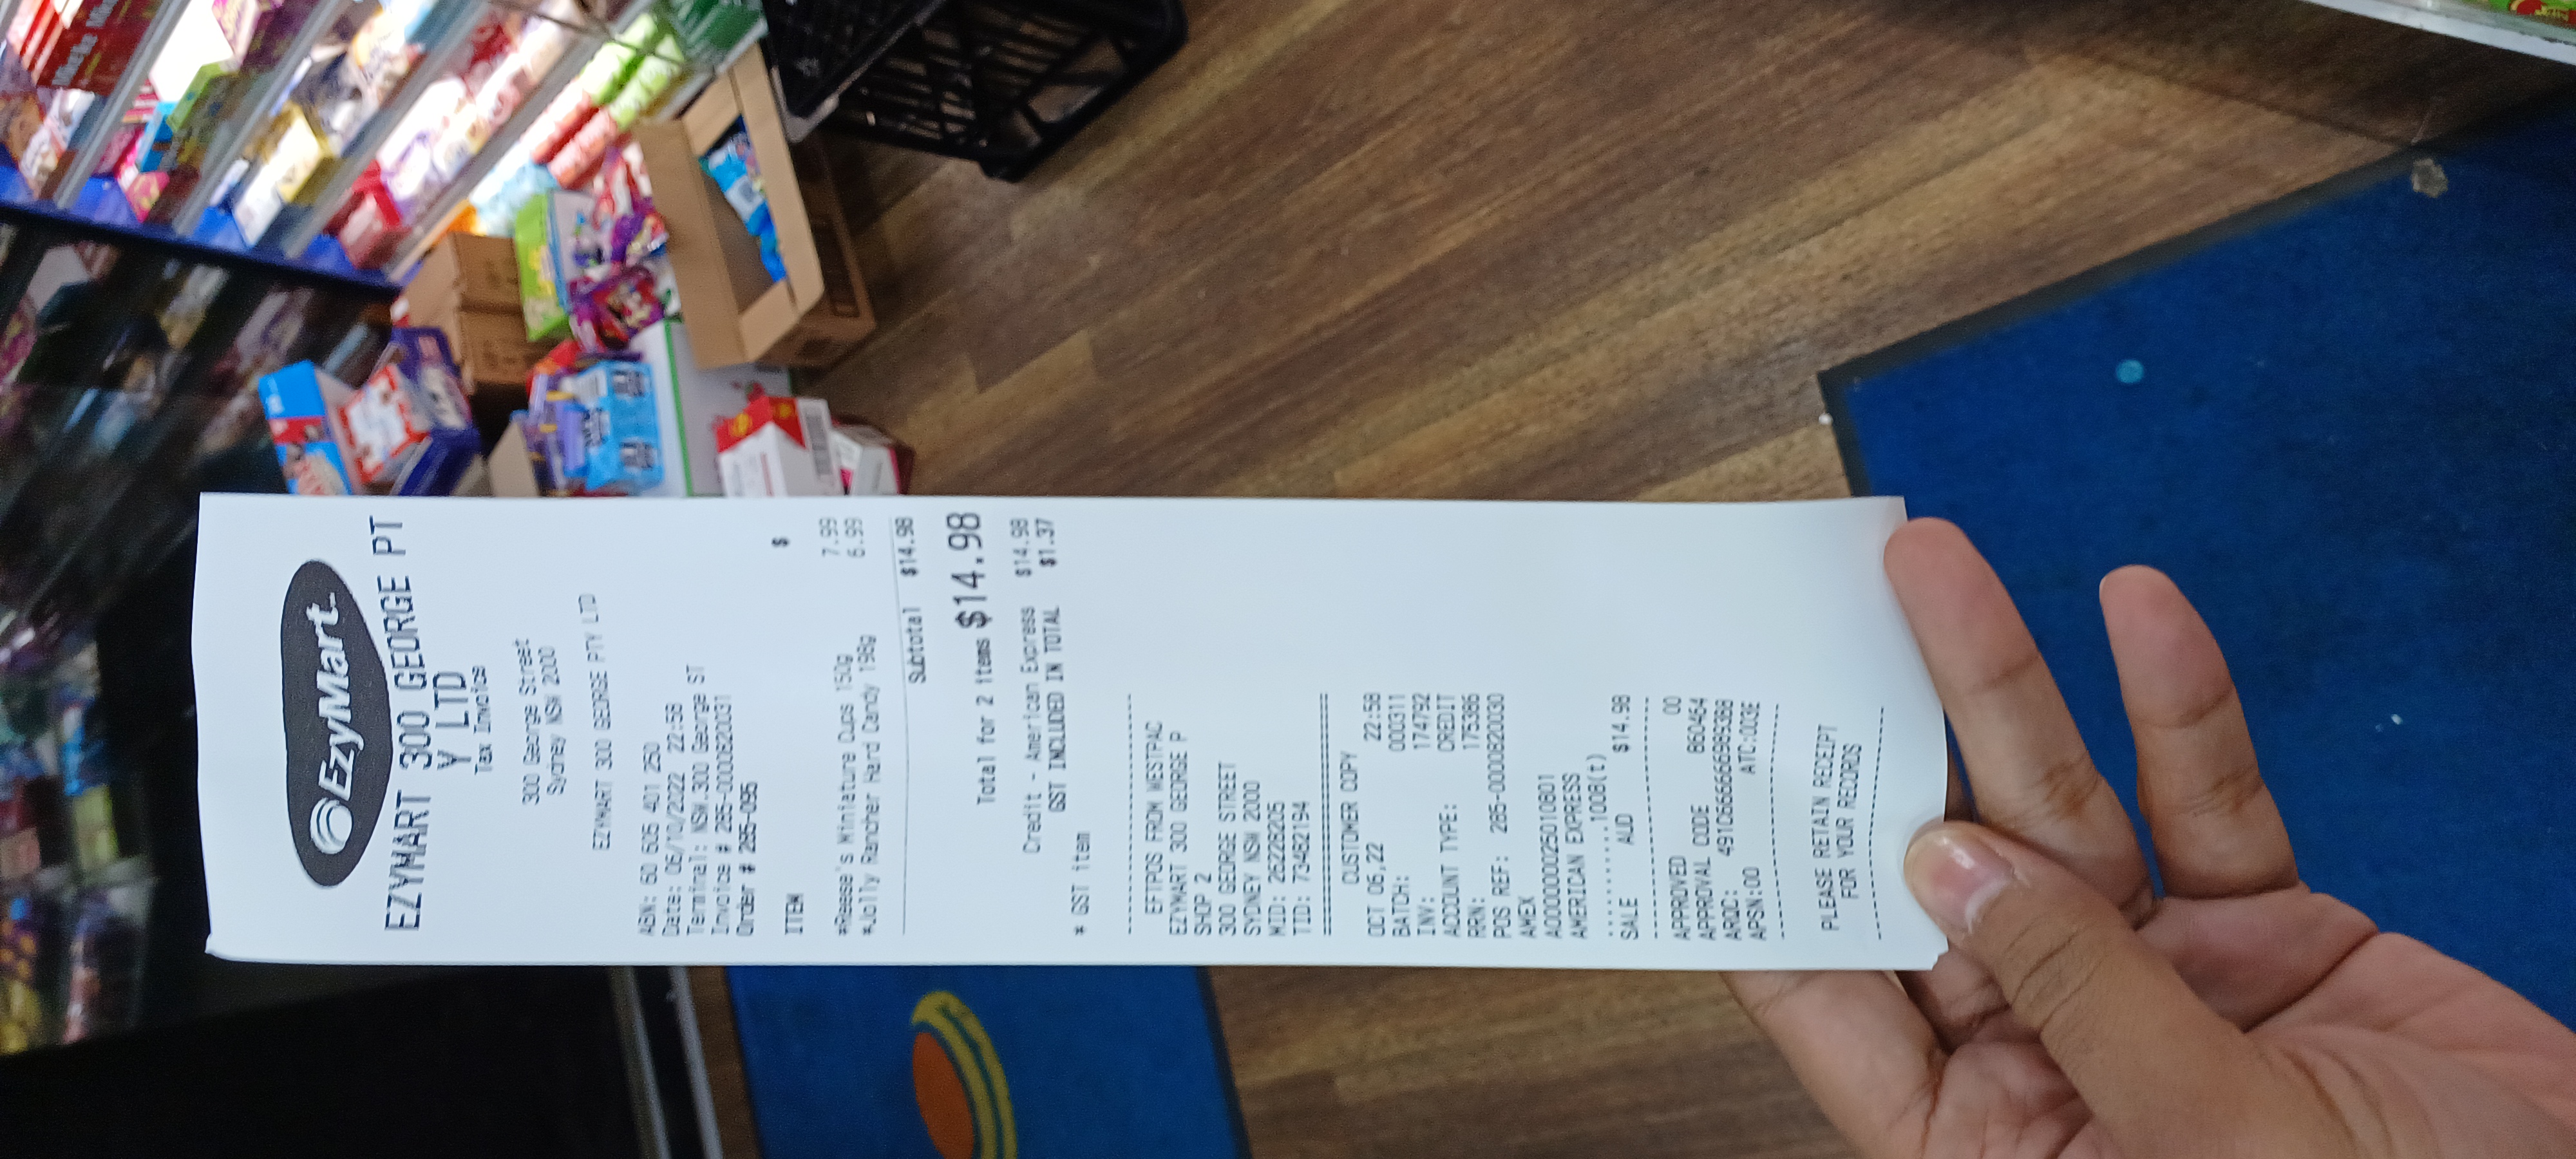 EzyMart
EZYMART 300 GEORGE PT
Y LTD
Tax Invoice
300 George Street
Sydney NSW 2000
EZYMART 300 GEORGE PTY LTD
ABN: 60 605 401 250
Date: 06/10/2022 22:58
Terminal: NSW.300 George ST
Invoice # 285-0000820031
Order # 285-095
ITEM $
*Reese's Miniature Cups 150g 7.99
*Jolly Rancher Hard Candy 198g 6.99
Subtotal $14.98
Total for 2 items $14.98
Credit - American Express $14.98
GST INCLUDED IN TOTAL $1.37
* GST item
------------------------
EFTPOS FROM WESTPAC
EZYMART 300 GEORGE P
SHOP 2
300 GEORGE STREET
SYDNEY NSW 2000
MID: 26228205
TID: 73482194
========================
CUSTOMER COPY
OCT 06,22 22:58
BATCH: 000311
INV: 174792
ACCOUNT TYPE: CREDIT
RRN: 175386
POS REF: 285-0000820030
AMEX
A000000025010801
AMERICAN EXPRESS
...........1008(t)
SALE AUD $14.98
------------------------
APPROVED 00
APPROVAL CODE 860464
ARQC: 491C6666669893B8
APSN:00 ATC:003E
------------------------
PLEASE RETAIN RECEIPT
FOR YOUR RECORDS
------------------------